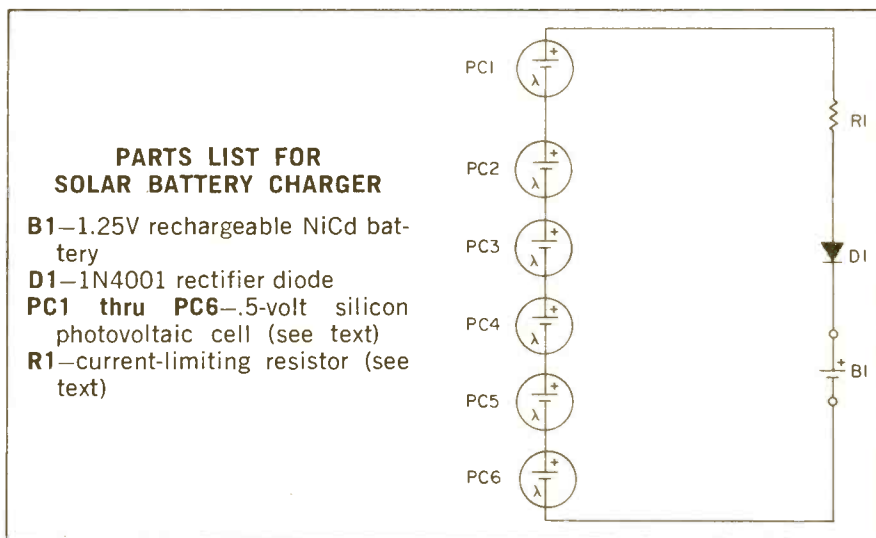 PARTS LIST FOR
SOLAR BATTERY CHARGER
B1—1.25V rechargeable NiCd bat-
tery
D1—1N4001 rectifier diode
PC1 thru PC6—.5-volt silicon
photovoltaic cell (see text)
R1—current-limiting resistor (see
text)
PC1
+
λ
PC2
+
λ
PC3
+
λ
PC4
+
λ
PC5
+
λ
PC6
+
λ
R1
D1
+
B1